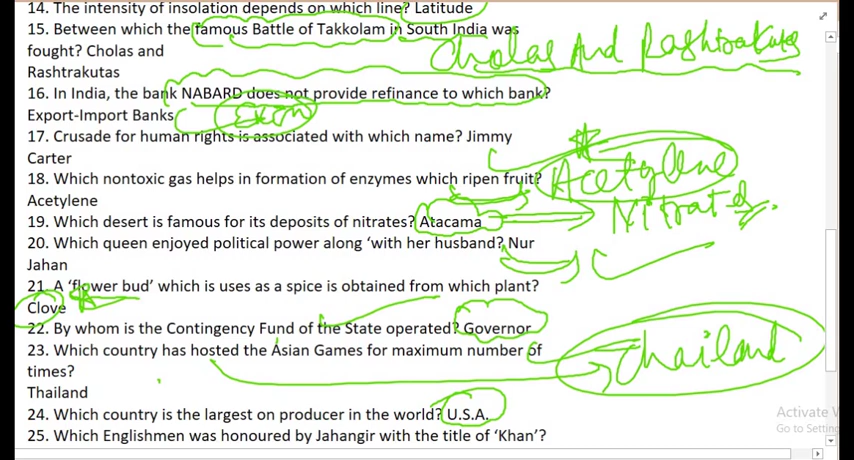 14. The intensity of insolation depends on which line? Latitude
15. Between which the famous Battle of Takkolam in South India was
fought? Cholas and
Cholas And Rashtrakutas
Rashtrakutas
16. In India, the bank NABARD does not provide refinance to which bank?
Export-Import Banks
EXIM
17. Crusade for human rights is associated with which name? Jimmy
Carter
18. Which nontoxic gas helps in formation of enzymes which ripen fruit?
Acetylene
Acetylene
19. Which desert is famous for its deposits of nitrates? Atacama
Nitrates
20. Which queen enjoyed political power along ‘with her husband? Nur
Jahan
21. A ‘flower bud’ which is uses as a spice is obtained from which plant?
Clove
22. By whom is the Contingency Fund of the State operated? Governor
23. Which country has hosted the Asian Games for maximum number of
times?
Thailand
Thailand
24. Which country is the largest on producer in the world? U.S.A.
25. Which Englishmen was honoured by Jahangir with the title of ‘Khan’?
Activate
Go to Settin